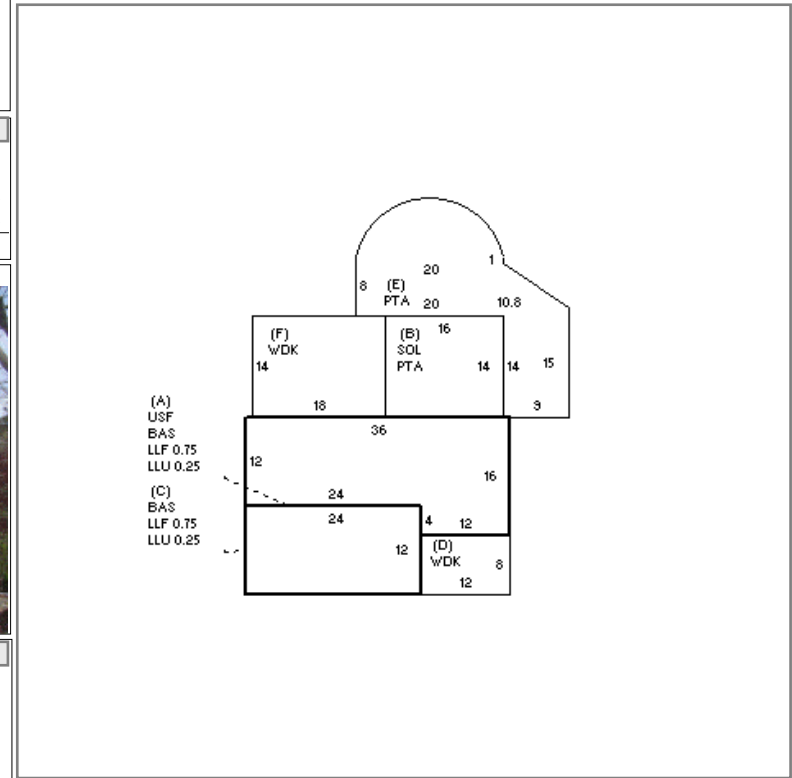 1
20
8
(E)
PTA
20
10.8
16
(F)
WDK
(B)
SOL
PTA
14
14
14
15
18
9
(A)
USF
BAS
LLF 0.75
LLU 0.25
36
12
16
24
(C)
BAS
LLF 0.75
LLU 0.25
24
4
12
12
(D)
WDK
8
12